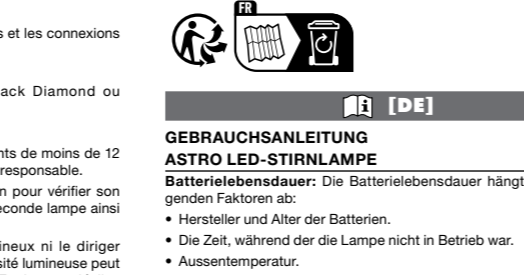 s et les connexions
ack Diamond ou
nts de moins de 12
responsable.
n pour vérifier son
econde lampe ainsi
neux ni le diriger
sité lumineuse peut
FR
[DE]
GEBRAUCHSANLEITUNG
ASTRO LED-STIRNLAMPE
Batterielebensdauer: Die Batterielebensdauer hängt
genden Faktoren ab:
• Hersteller und Alter der Batterien.
• Die Zeit, während der die Lampe nicht in Betrieb war.
• Aussentemperatur.